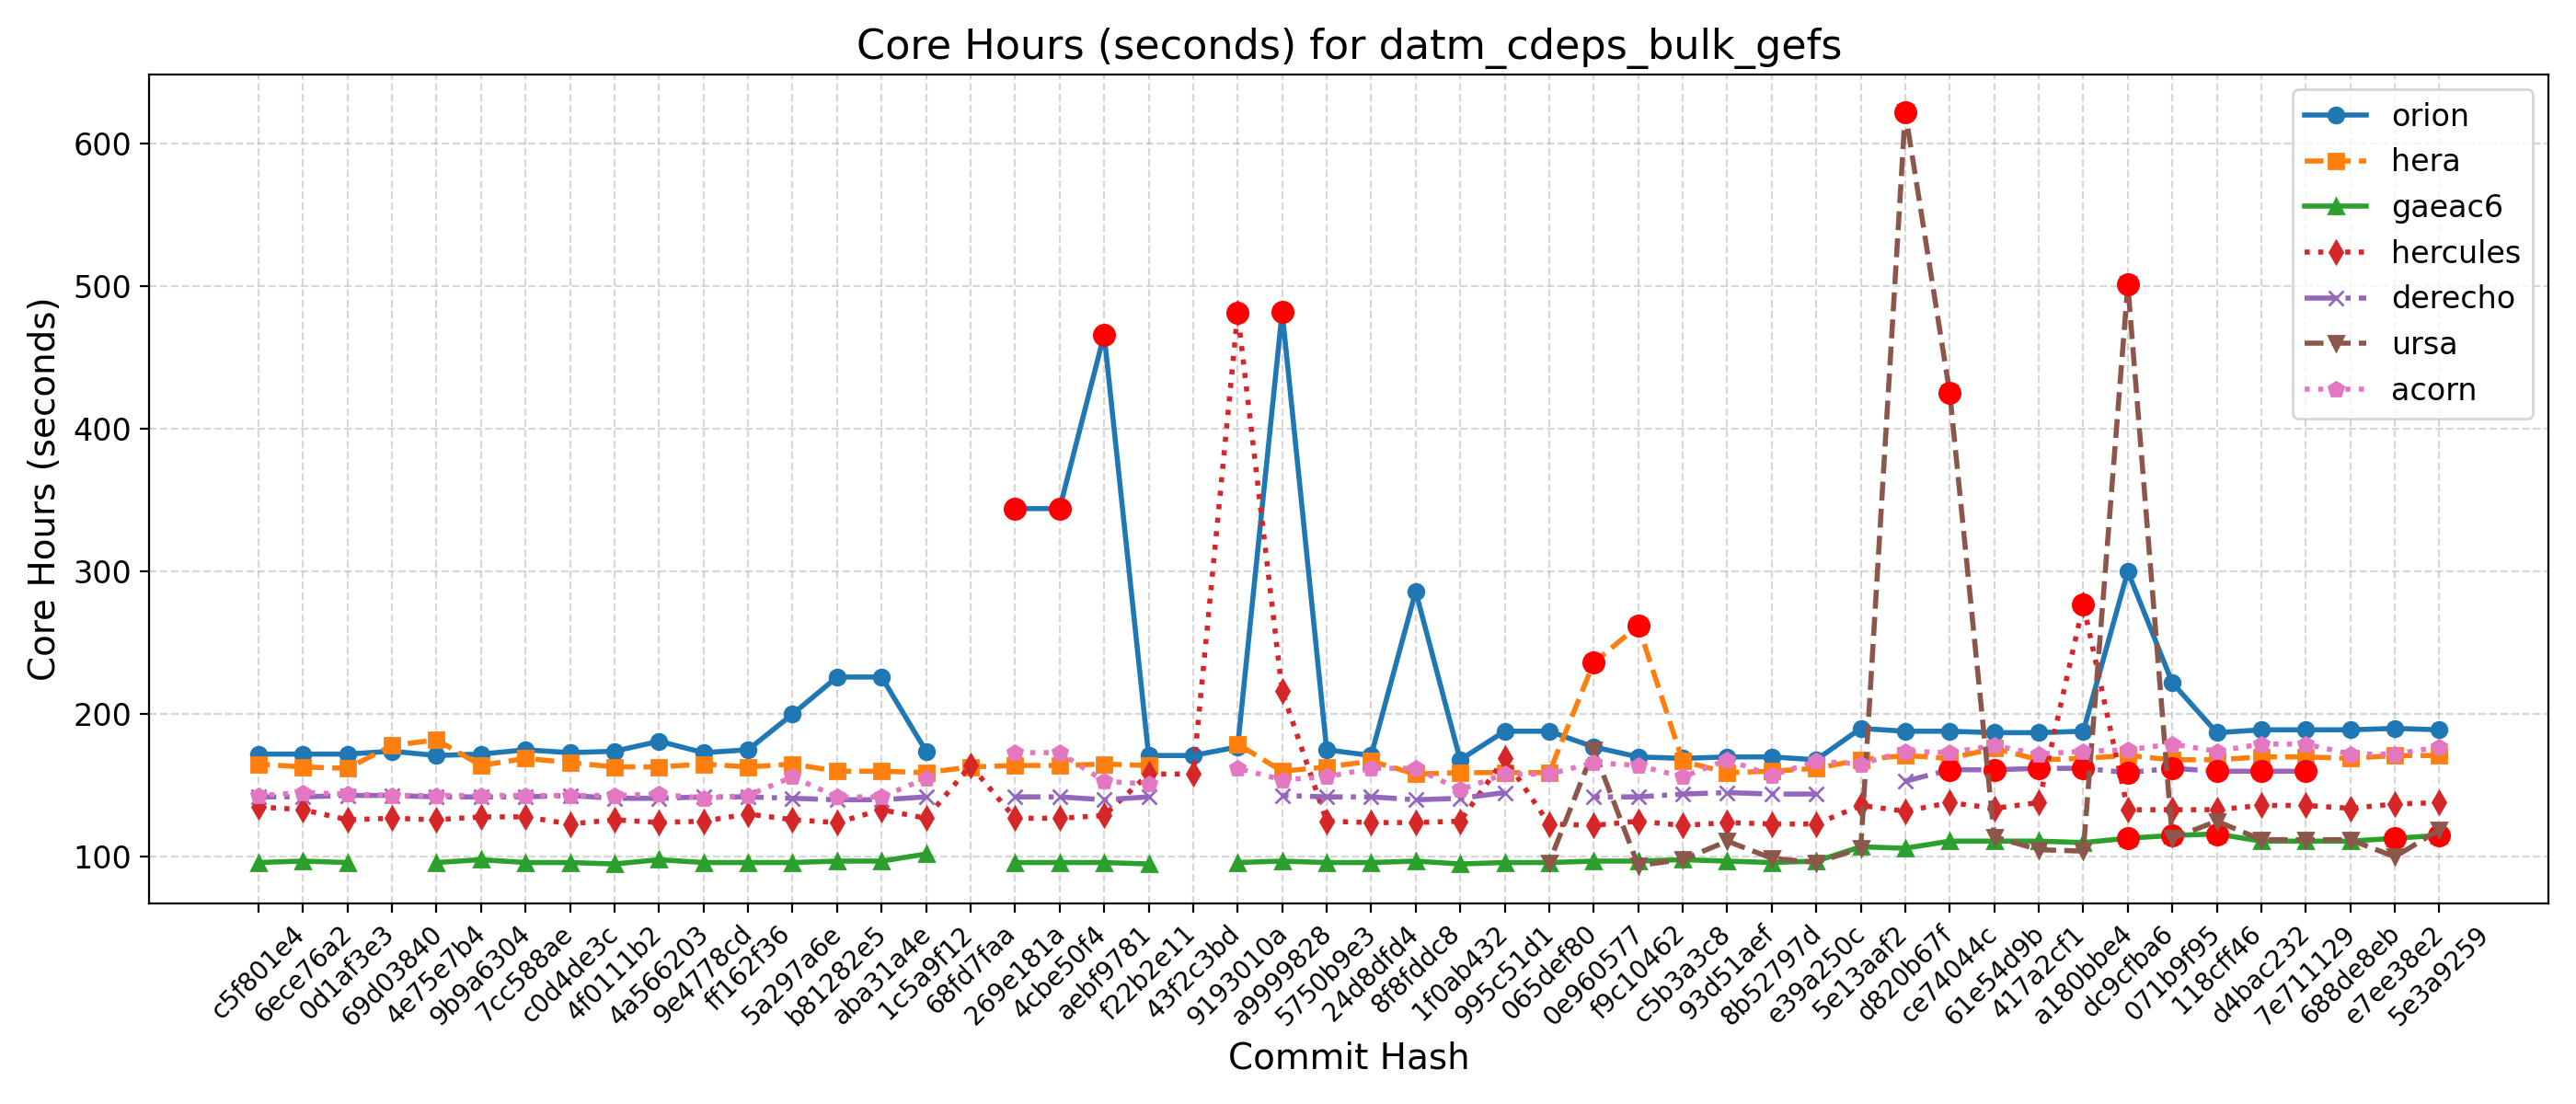 Core Hours (seconds) for datm_cdeps_bulk_gefs
Core Hours (seconds)
600
500
400
300
200
100
orion
hera
gaeac6
hercules
derecho
ursa
acorn
c5f801e4
6ece76a2
0d1af3e3
69d03840
4e75e7b4
9b9a6304
7cc588ae
c0d4de3c
4f0111b2
4a566203
9e4778cd
ff162f36
5a297a6e
b81282e5
aba31a4e
1c5a9f12
68fd7faa
269e181a
4cbe50f4
aebf9781
f22b2e11
43f2c3bd
9193010a
a9999828
5750b9e3
24d8dfd4
8f8fddc8
1f0ab432
995c51d1
065def80
0e960577
f9c10462
c5b3a3c8
93d51aef
8b52797d
e39a250c
5e13aaf2
d820b67f
ce74044c
61e54d9b
417a2cf1
a180bbe4
dc9cfba6
071b9f95
118cff46
d4bac232
7e711129
688de8eb
e7ee38e2
5e3a9259
Commit Hash